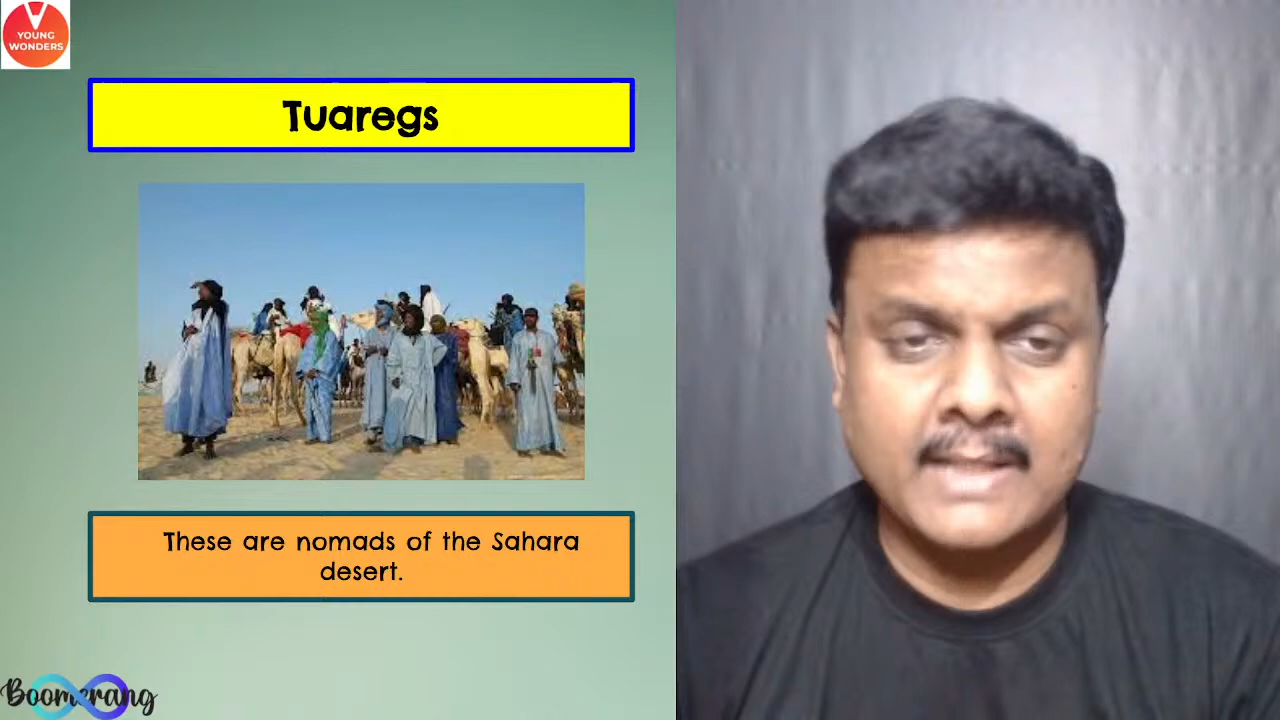 YOUNG
WONDERS
Tuaregs
These are nomads of the Sahara
desert.
Boomerang